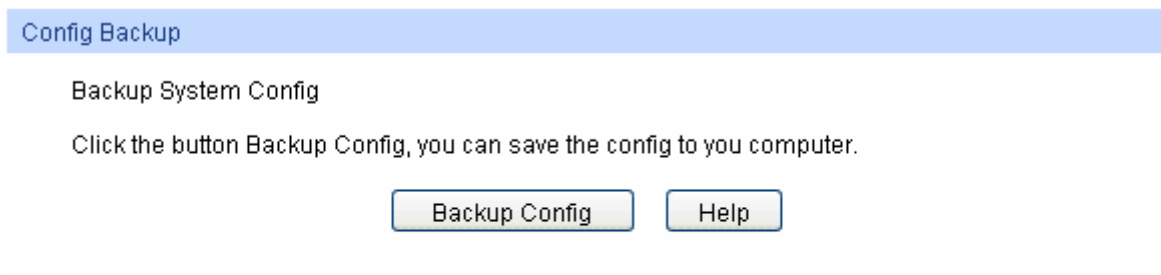 Config Backup
Backup System Config
Click the button Backup Config, you can save the config to you computer.
Backup Config Help